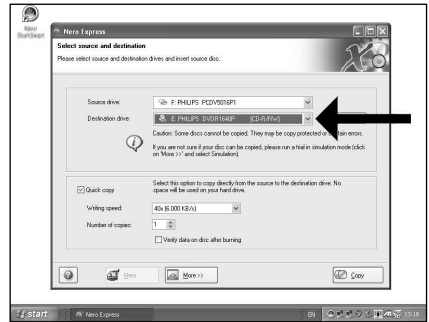 Nero
StartSmart
Nero Express
Select source and destination
Please select source and destination drives and insert source disc.
Source drive:
F: PHILIPS PCDV5016P1
Destination drive:
E: PHILIPS DVDR1640P [CD-R/RW]
Caution: Some discs cannot be copied. They may be copy protected or contain errors.
If you are not sure if your disc can be copied, please run a trial in simulation mode (click
on 'More >>' and select Simulation).
Quick copy
Select this option to copy directly from the source to the destination drive. No
space will be used on your hard drive.
Writing speed:
40x (6.000 KB/s)
Number of copies:
1
Verify data on disc after burning
Nero
More >>
Copy
start
Nero Express
EN
13:18